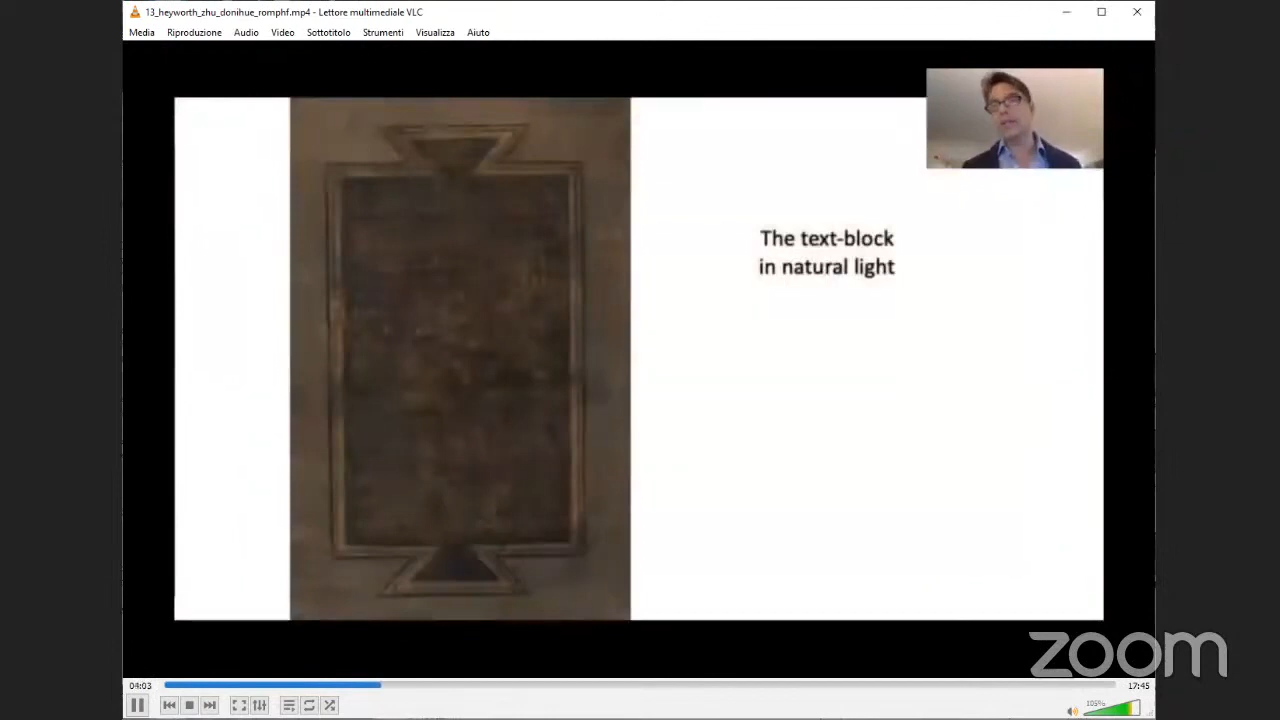 13_heyworth_zhu_donihue_romphf.mp4 - Lettore multimediale VLC
Media Riproduzione Audio Video Sottotitolo Strumenti Visualizza Aiuto
The text-block
in natural light
zoom
04:03
17:45
105%